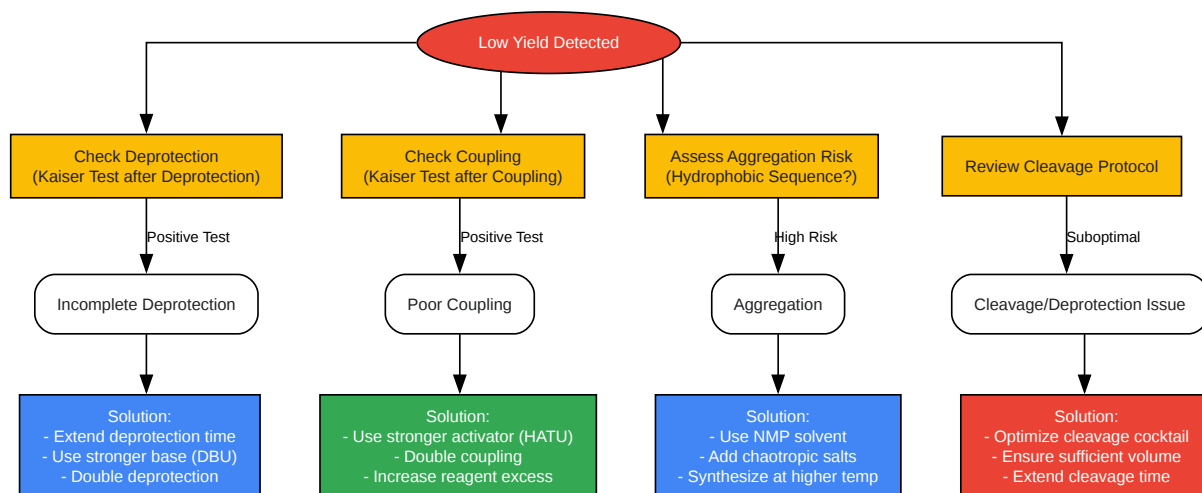 Low Yield Detected
Check Deprotection
(Kaiser Test after Deprotection)
Check Coupling
(Kaiser Test after Coupling)
Assess Aggregation Risk
(Hydrophobic Sequence?)
Review Cleavage Protocol
Positive Test
Positive Test
High Risk
Suboptimal
Incomplete Deprotection
Poor Coupling
Aggregation
Cleavage/Deprotection Issue
Solution:
- Extend deprotection time
- Use stronger base (DBU)
- Double deprotection
Solution:
- Use stronger activator (HATU)
- Double coupling
- Increase reagent excess
Solution:
- Use NMP solvent
- Add chaotropic salts
- Synthesize at higher temp
Solution:
- Optimize cleavage cocktail
- Ensure sufficient volume
- Extend cleavage time